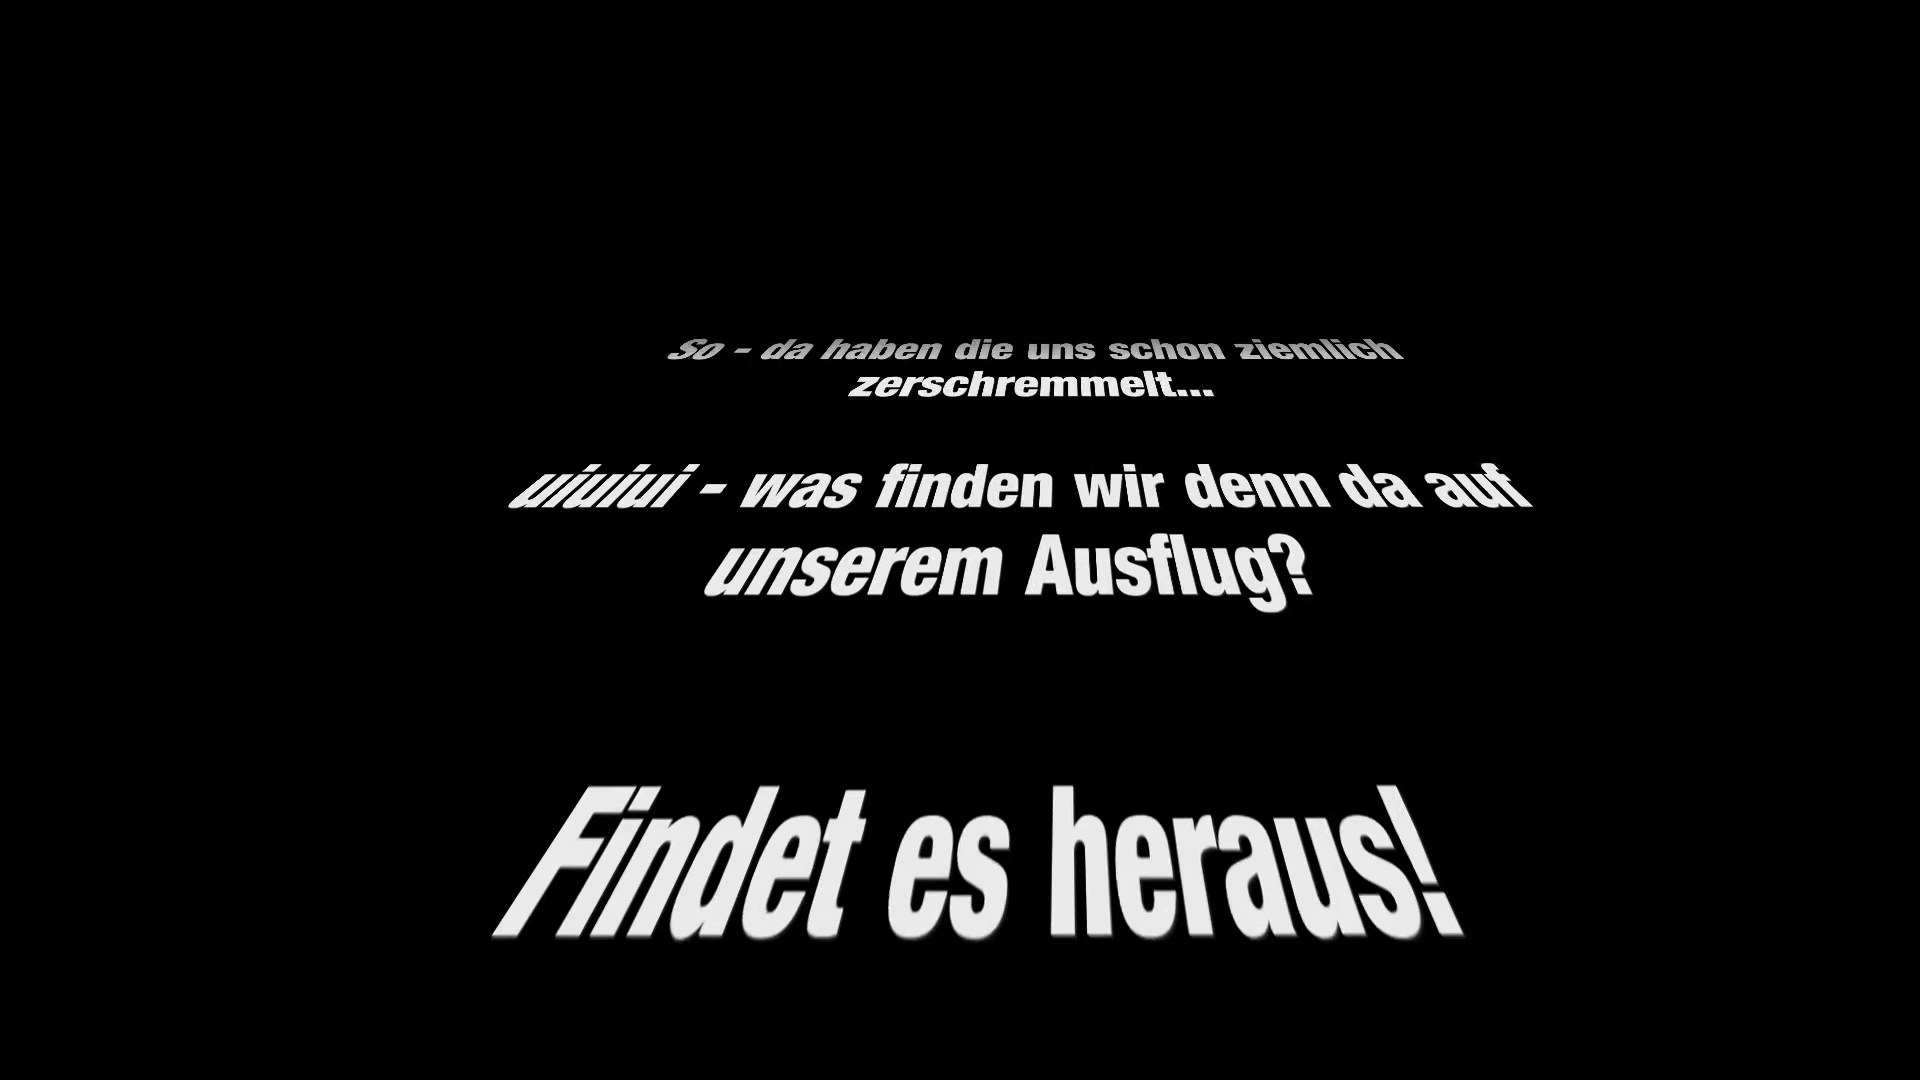 So - da haben die uns schon ziemlich
zerschremmelt...
uiuiui - was finden wir denn da auf
unserem Ausflug?
Findet es heraus!